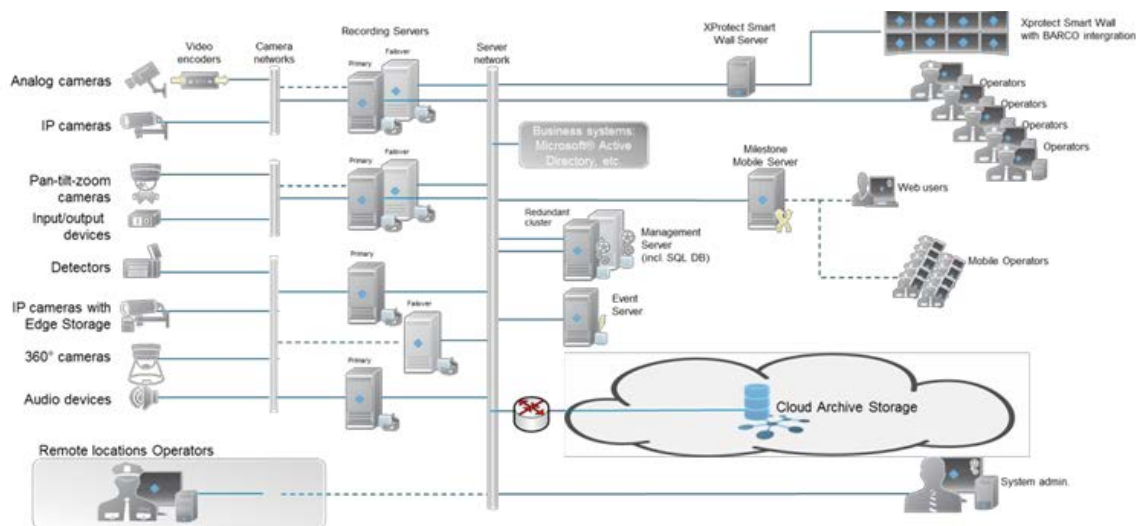 Recording Servers
Video
encoders
Camera
networks
Failover
Primary
Server
network
XProtect Smart
Wall Server
Xprotect Smart Wall
with BARCO intergration
Analog cameras
Operators
Operators
Operators
Operators
IP cameras
Business systems:
Microsoft® Active
Directory, etc.
Pan-tilt-zoom
cameras
Primary
Failover
Milestone
Mobile Server
Web users
Input/output
devices
Redundant
cluster
Management
Server
(incl. SQL DB)
Detectors
Primary
Mobile Operators
IP cameras with
Edge Storage
Failover
Event
Server
360° cameras
Primary
Audio devices
Cloud Archive Storage
Remote locations Operators
System admin.